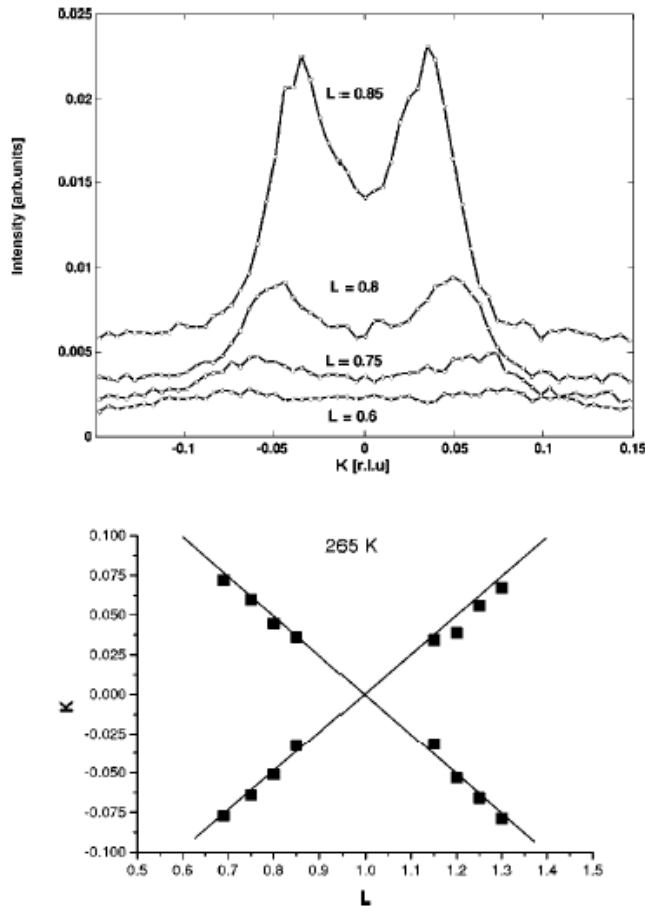 0.025
0.02
0.015
0.01
0.005
0
Intensity [arb.units]
L = 0.85
L = 0.8
L = 0.75
L = 0.6
-0.1 -0.05 0 0.05 0.1 0.15
K [r.l.u]
265 K
0.100
0.075
0.050
0.025
0.000
-0.025
-0.050
-0.075
-0.100
K
0.5 0.6 0.7 0.8 0.9 1.0 1.1 1.2 1.3 1.4 1.5
L